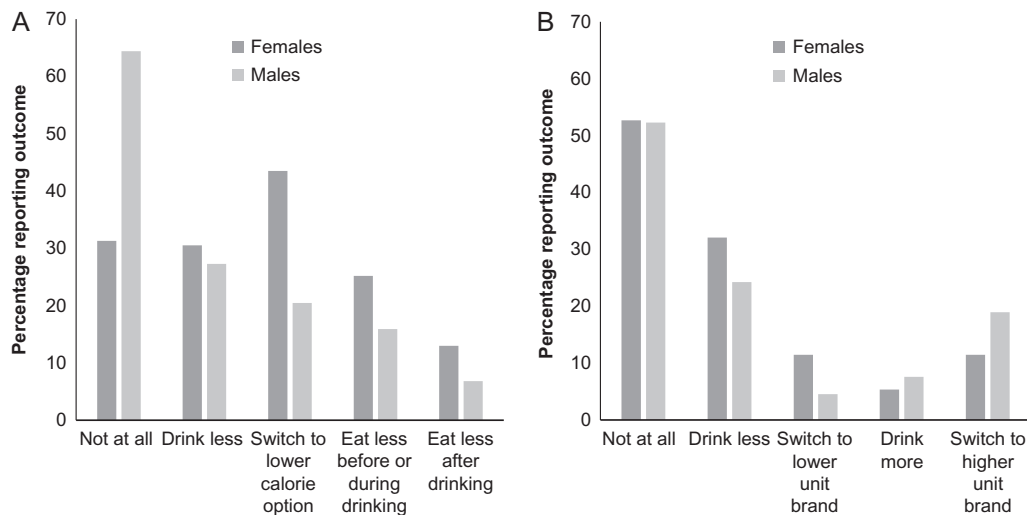 A
Percentage reporting outcome
70
60
50
40
30
20
10
0
Females
Males
Not at all
Drink less
Switch to
lower
calorie
option
Eat less
before or
during
drinking
Eat less
after
drinking
B
Percentage reporting outcome
70
60
50
40
30
20
10
0
Females
Males
Not at all
Drink less
Switch to
lower
unit
brand
Drink
more
Switch to
higher
unit
brand